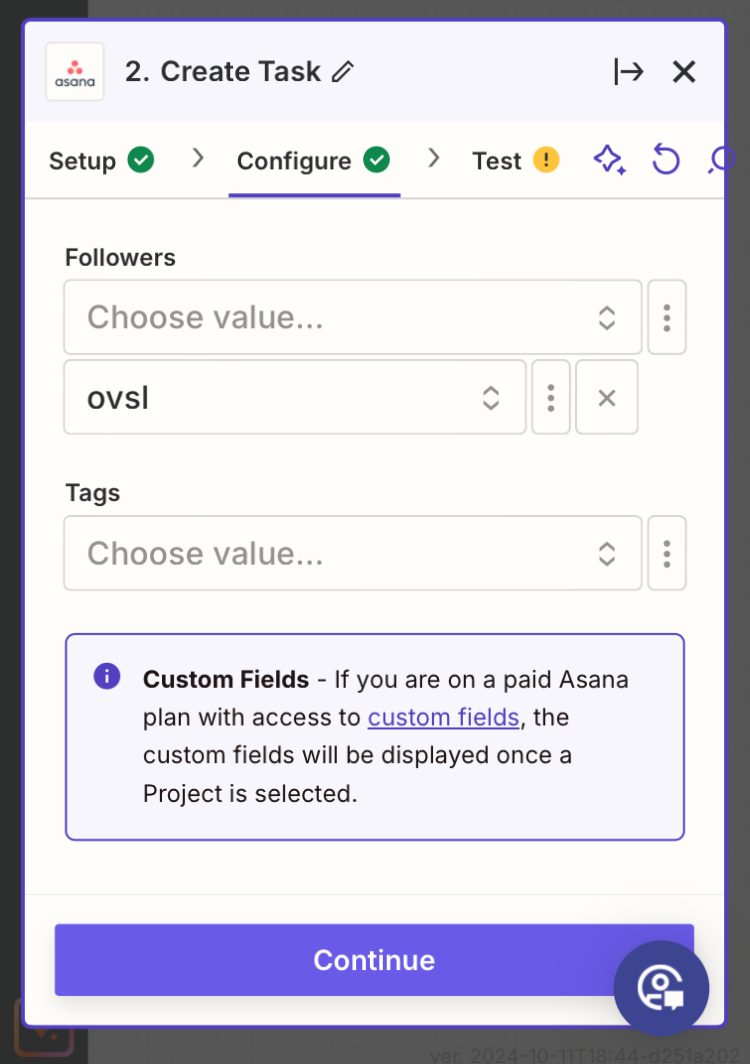 asana
2. Create Task
Setup
Configure
Test
Followers
Choose value...
ovsl
Tags
Choose value...
Custom Fields - If you are on a paid Asana
plan with access to custom fields, the
custom fields will be displayed once a
Project is selected.
Continue
ver. 2024-10-11T18:44-d251a202